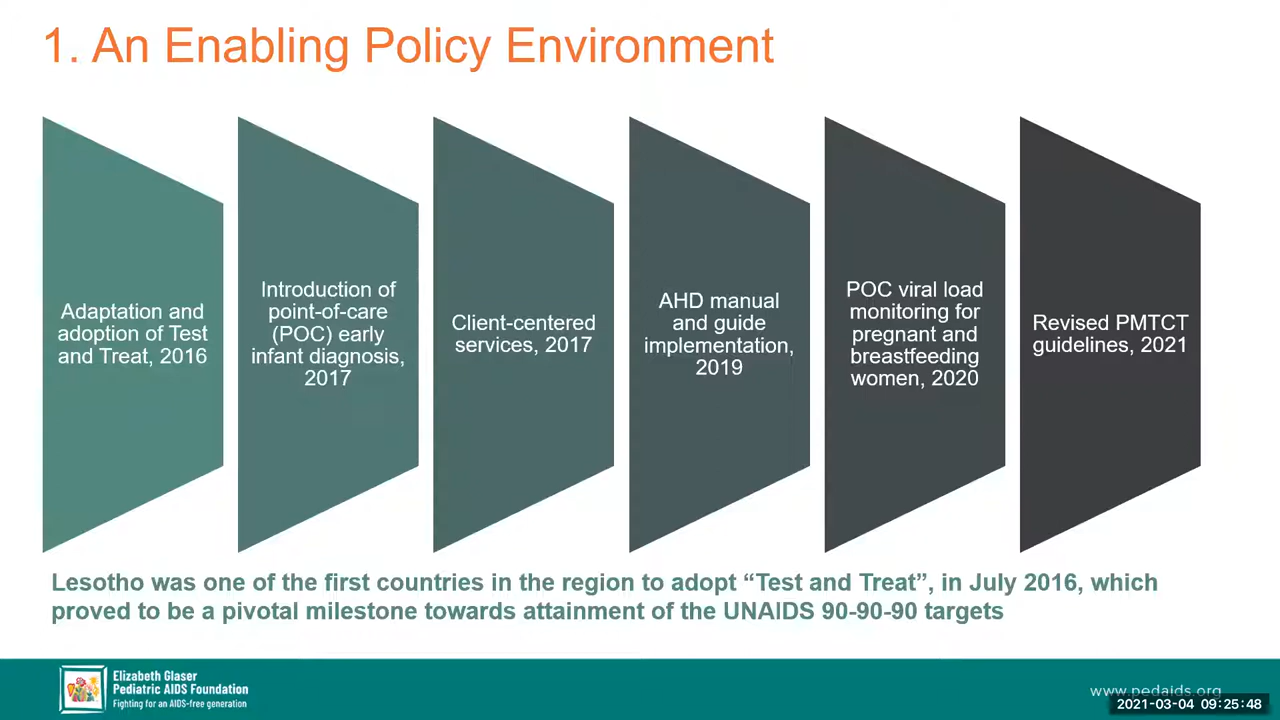 1. An Enabling Policy Environment
Adaptation and
adoption of Test
and Treat, 2016
Introduction of
point-of-care
(POC) early
infant diagnosis,
2017
Client-centered
services, 2017
AHD manual
and guide
implementation,
2019
POC viral load
monitoring for
pregnant and
breastfeeding
women, 2020
Revised PMTCT
guidelines, 2021
Lesotho was one of the first countries in the region to adopt “Test and Treat”, in July 2016, which
proved to be a pivotal milestone towards attainment of the UNAIDS 90-90-90 targets
Elizabeth Glaser
Pediatric AIDS Foundation
Fighting for an AIDS-free generation
www.pedaids.org
2021-03-04 09:25:48